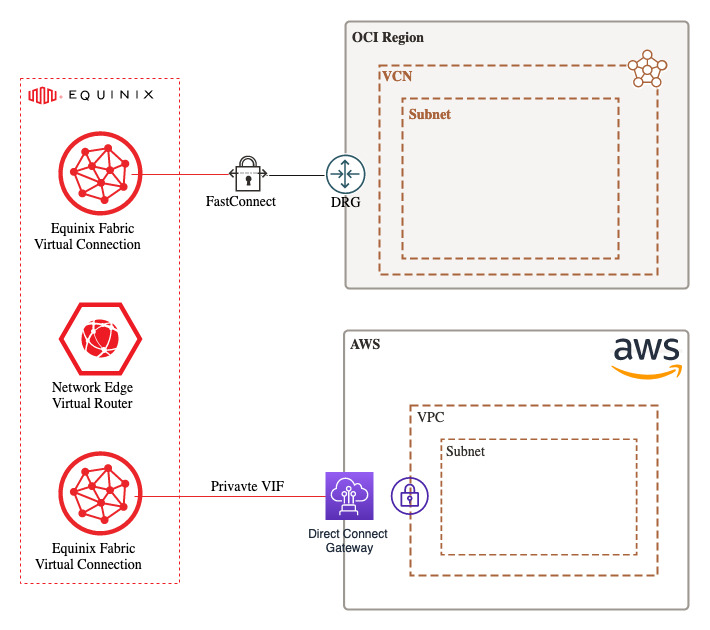 OCI Region
VCN
Subnet
EQUINIX
FastConnect
DRG
Equinix Fabric
Virtual Connection
Network Edge
Virtual Router
AWS
aws
VPC
Subnet
Privavte VIF
Direct Connect
Gateway
Equinix Fabric
Virtual Connection